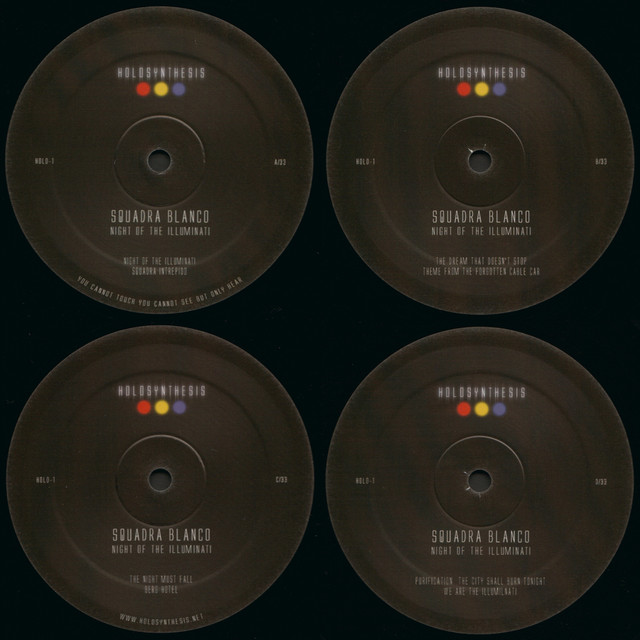 HOLOSYNTHESIS
HOLO-1
A/33
SQUADRA BLANCO
NIGHT OF THE ILLUMINATI
NIGHT OF THE ILLUMINATI
SQUADRA INTREPID
YOU CANNOT TOUCH YOU CANNOT SEE BUT ONLY HEAR
HOLOSYNTHESIS
HOLO-1
B/33
SQUADRA BLANCO
NIGHT OF THE ILLUMINATI
THE DREAM THAT DOESN'T STOP
THEME FROM THE FORGOTTEN CABLE CAR
HOLOSYNTHESIS
HOLO-1
C/33
SQUADRA BLANCO
NIGHT OF THE ILLUMINATI
THE NIGHT MUST FALL
HOTEL
WWW.HOLOSYNTHESIS.NET
HOLOSYNTHESIS
HOLO-1
D/33
SQUADRA BLANCO
NIGHT OF THE ILLUMINATI
PURIFICATION, THE CITY SHALL BURN TONIGHT
WE ARE THE ILLUMINATI